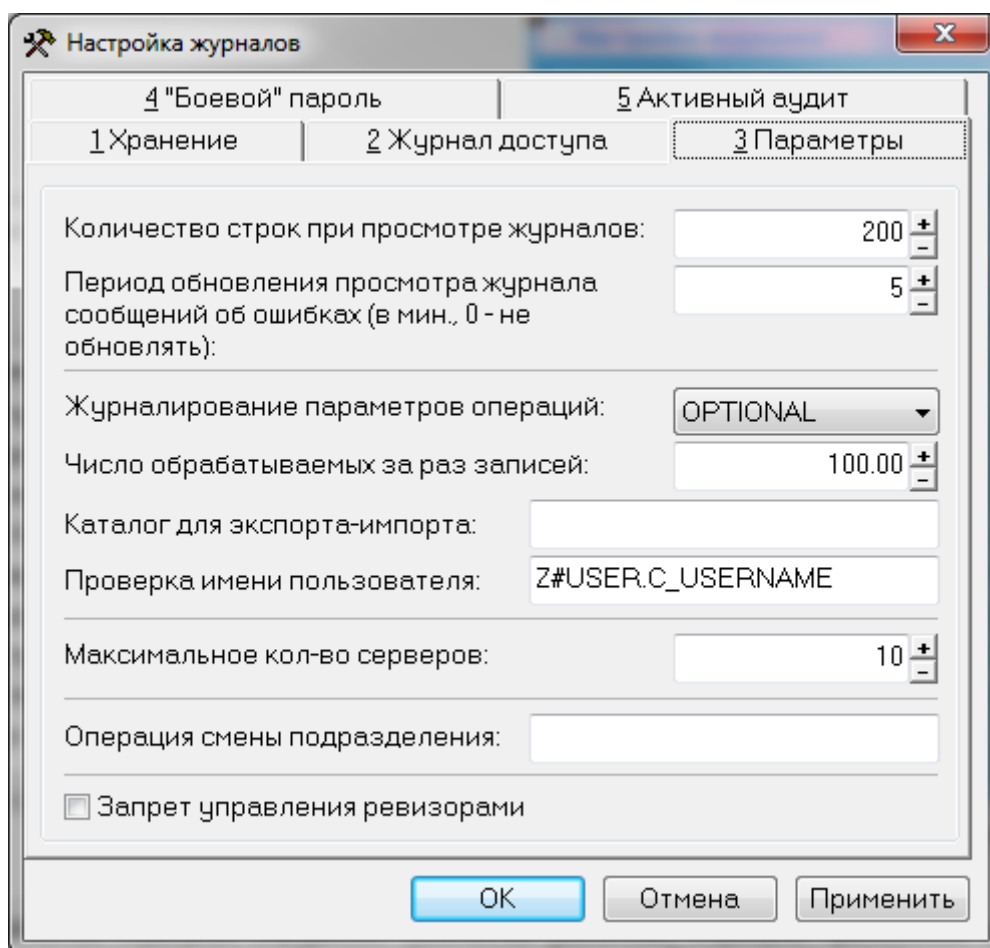 Настройка журналов
4 "Боевой" пароль
5 Активный аудит
1 Хранение
2 Журнал доступа
3 Параметры
Количество строк при просмотре журналов:
200
Период обновления просмотра журнала
сообщений об ошибках (в мин., 0 - не
обновлять):
5
Журналирование параметров операций:
OPTIONAL
Число обрабатываемых за раз записей:
100.00
Каталог для экспорта-импорта:
Проверка имени пользователя:
Z#USER.C_USERNAME
Максимальное кол-во серверов:
10
Операция смены подразделения:
Запрет управления ревизорами
OK
Отмена
Применить